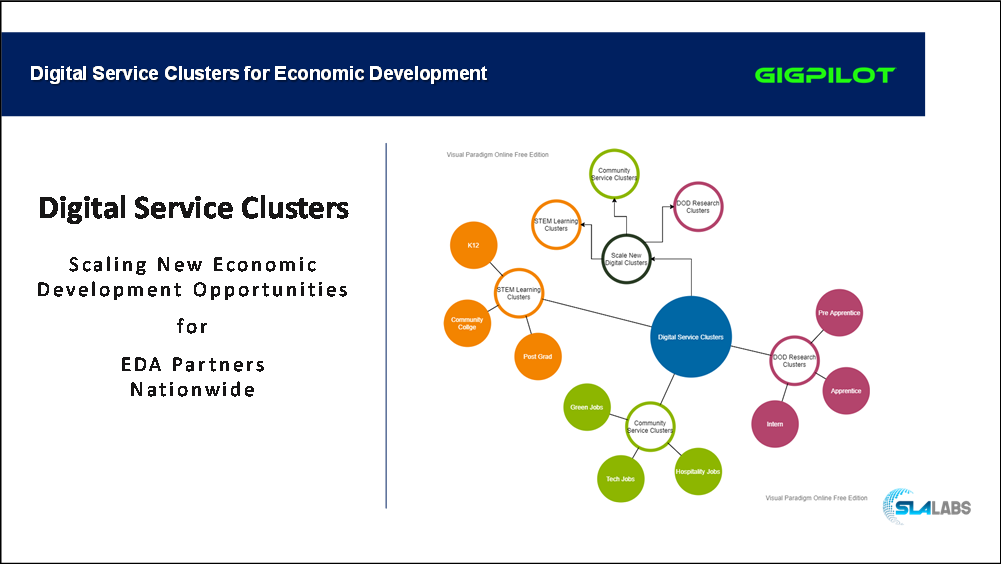 Digital Service Clusters for Economic Development
GIGPILOT
Digital Service Clusters
Scaling New Economic
Development Opportunities
for
EDA Partners
Nationwide
Visual Paradigm Online Free Edition
Community
Service Clusters
DOD Research
Clusters
STEM Learning
Clusters
Scale New
Digital Clusters
K12
STEM Learning
Clusters
Community
Collge
Post Grad
Digital Service Clusters
Pre Apprentice
DOD Research
Clusters
Apprentice
Intern
Green Jobs
Community
Service Clusters
Tech Jobs
Hospitality Jobs
Visual Paradigm Online Free Edition
SLALABS